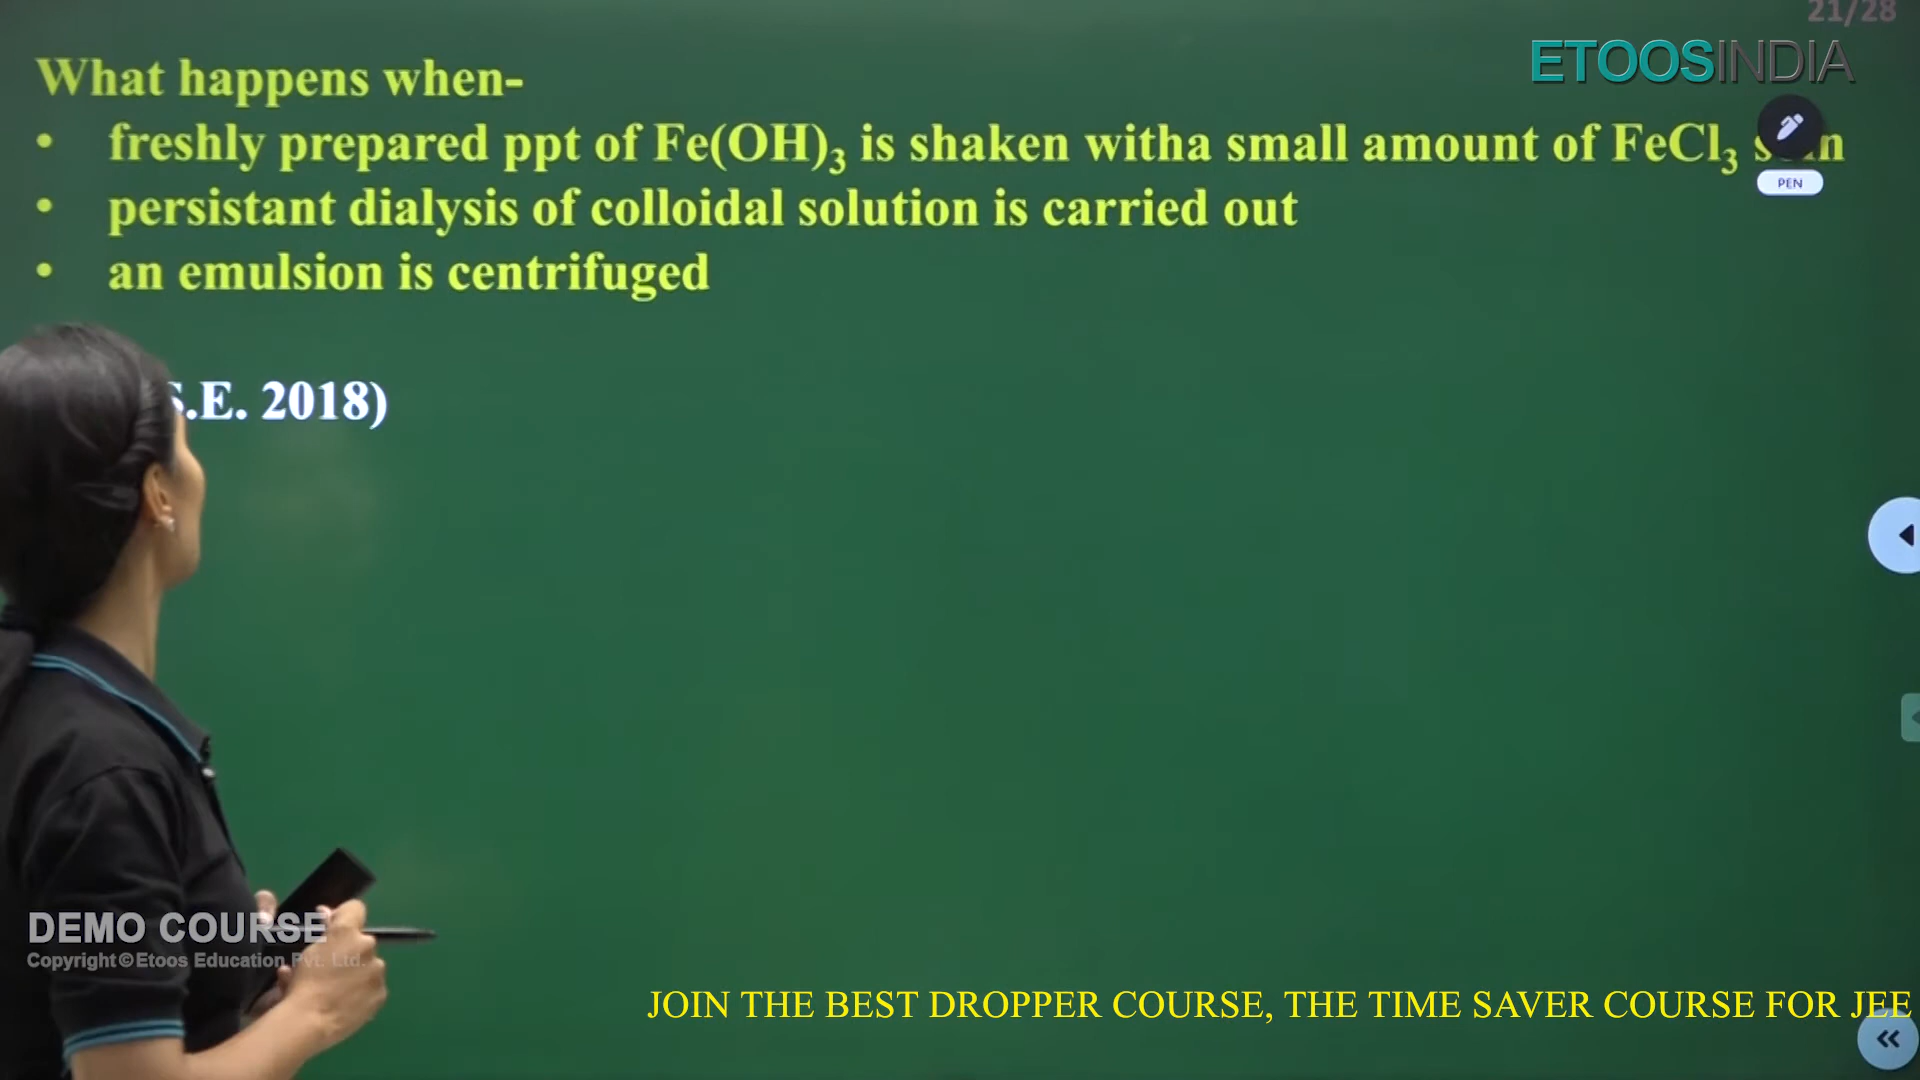 21/28
ETOOSINDIA
What happens when-
• freshly prepared ppt of Fe(OH)₃ is shaken witha small amount of FeCl₃
PEN
• persistant dialysis of colloidal solution is carried out
• an emulsion is centrifuged
S.E. 2018)
DEMO COURSE
Copyright©Etoos Education Pvt. Ltd.
JOIN THE BEST DROPPER COURSE, THE TIME SAVER COURSE FOR JEE